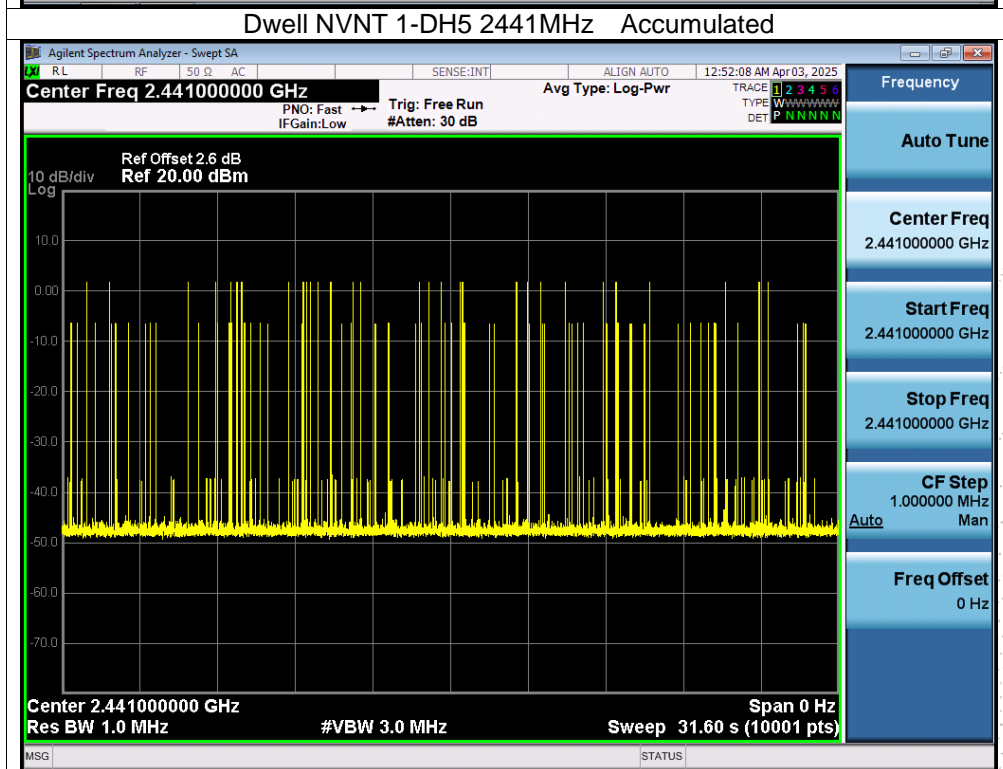 Dwell NVNT 1-DH5 2441MHz Accumulated
Agilent Spectrum Analyzer - Swept SA
LXI RL RF 50 Ω AC SENSE:INT ALIGN AUTO 12:52:08 AM Apr 03, 2025
Center Freq 2.441000000 GHz
PNO: Fast
IFGain:Low
Trig: Free Run
#Atten: 30 dB
Avg Type: Log-Pwr
TRACE 1 2 3 4 5 6
TYPE WWWWWWW
DET P N N N N N
Ref Offset 2.6 dB
10 dB/div Ref 20.00 dBm
Log
10.0
0.00
-10.0
-20.0
-30.0
-40.0
-50.0
-60.0
-70.0
Center 2.441000000 GHz Span 0 Hz
Res BW 1.0 MHz #VBW 3.0 MHz Sweep 31.60 s (10001 pts)
MSG STATUS
Frequency
Auto Tune
Center Freq
2.441000000 GHz
Start Freq
2.441000000 GHz
Stop Freq
2.441000000 GHz
CF Step
1.000000 MHz
Auto Man
Freq Offset
0 Hz